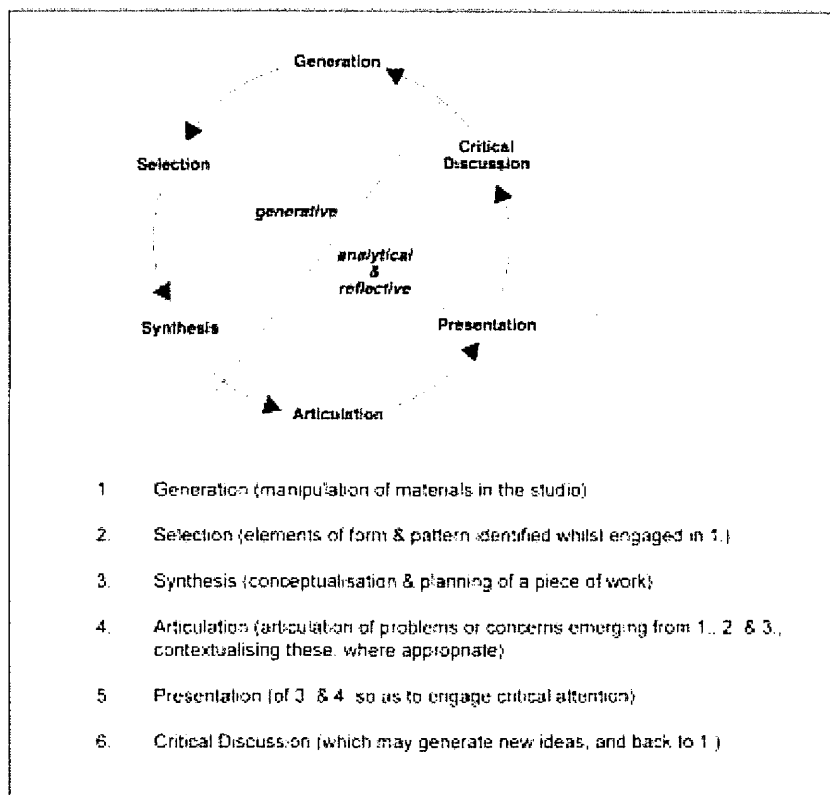 Generation
Critical
Discussion
Selection
generative
analytical
&
reflective
Synthesis
Presentation
Articulation
1 Generation (manipulation of materials in the studio)
2. Selection (elements of form & pattern identified whilst engaged in 1.)
3. Synthesis (conceptualisation & planning of a piece of work)
4. Articulation (articulation of problems or concerns emerging from 1., 2. & 3.,
contextualising these, where appropriate)
5 Presentation (of 3. & 4. so as to engage critical attention)
6. Critical Discussion (which may generate new ideas, and back to 1.)